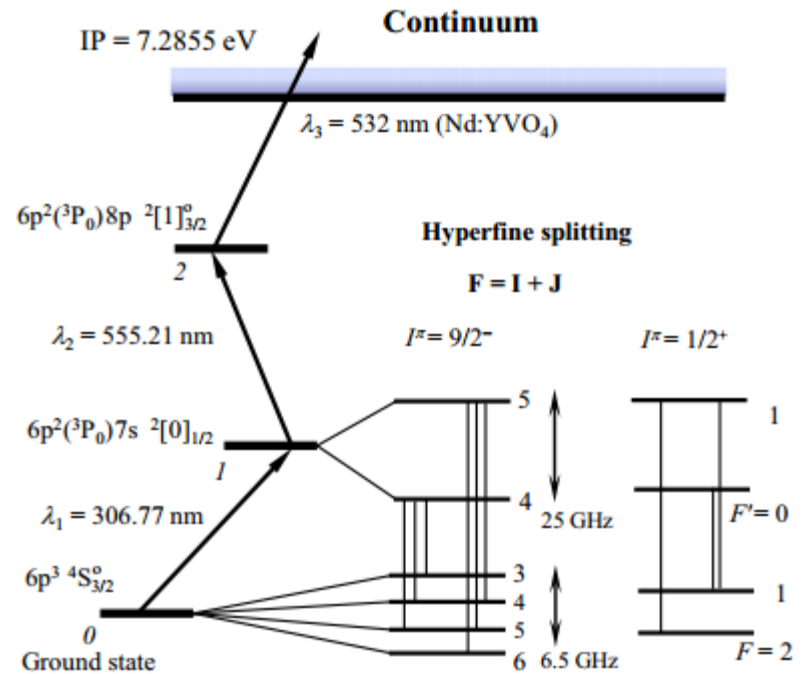 Continuum
IP = 7.2855 eV
λ₃ = 532 nm (Nd:YVO₄)
6p²(³P₀)8p ²[1]°₃/₂
2
Hyperfine splitting
F = I + J
λ₂ = 555.21 nm
Iπ = 9/2⁻
Iπ = 1/2⁺
5
1
6p²(³P₀)7s ²[0]₁/₂
1
4
25 GHz
F' = 0
λ₁ = 306.77 nm
6p³ ⁴S°₃/₂
3
4
1
5
0
Ground state
6
6.5 GHz
F = 2